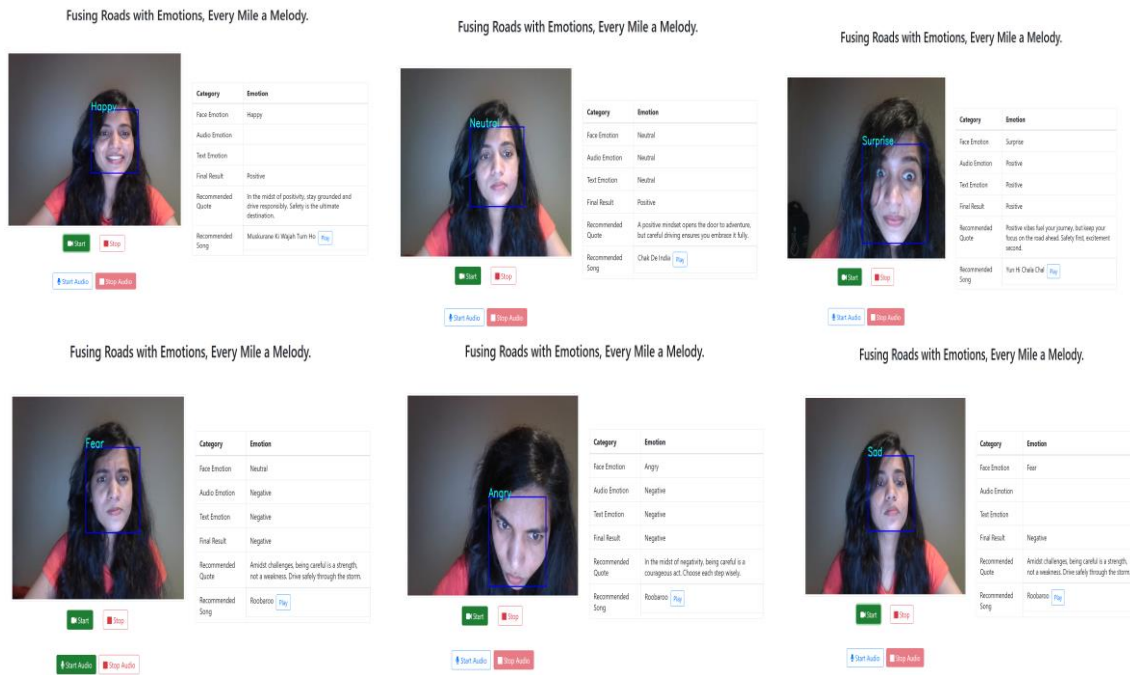 Fusing Roads with Emotions, Every Mile a Melody.
Happy
Category Emotion
Face Emotion Happy
Audio Emotion
Text Emotion
Final Result Positive
Recommended Quote In the midst of positivity, stay grounded and
drive responsibly. Safety is the ultimate
destination.
Recommended Song Muskurane Ki Wajah Tum Ho Play
Start Stop
Start Audio Stop Audio
Fusing Roads with Emotions, Every Mile a Melody.
Neutral
Category Emotion
Face Emotion Neutral
Audio Emotion Neutral
Text Emotion Neutral
Final Result Positive
Recommended Quote A positive mindset opens the door to adventure,
but careful driving ensures you embrace it fully.
Recommended Song Chak De India Play
Start Stop
Start Audio Stop Audio
Fusing Roads with Emotions, Every Mile a Melody.
Surprise
Category Emotion
Face Emotion Surprise
Audio Emotion Positive
Text Emotion Positive
Final Result Positive
Recommended Quote Positive vibes fuel your journey, but keep your
focus on the road ahead. Safety first, excitement
second.
Recommended Song Yun Hi Chala Chal Play
Start Stop
Start Audio Stop Audio
Fusing Roads with Emotions, Every Mile a Melody.
Fear
Category Emotion
Face Emotion Neutral
Audio Emotion Negative
Text Emotion Negative
Final Result Negative
Recommended Quote Amidst challenges, being careful is a strength,
not a weakness. Drive safely through the storm.
Recommended Song Roobaroo Play
Start Stop
Start Audio Stop Audio
Fusing Roads with Emotions, Every Mile a Melody.
Angry
Category Emotion
Face Emotion Angry
Audio Emotion Negative
Text Emotion Negative
Final Result Negative
Recommended Quote In the midst of negativity, being careful is a
courageous act. Choose each step wisely.
Recommended Song Roobaroo Play
Start Stop
Start Audio Stop Audio
Fusing Roads with Emotions, Every Mile a Melody.
Sad
Category Emotion
Face Emotion Fear
Audio Emotion
Text Emotion
Final Result Negative
Recommended Quote Amidst challenges, being careful is a strength,
not a weakness. Drive safely through the storm.
Recommended Song Roobaroo Play
Start Stop
Start Audio Stop Audio